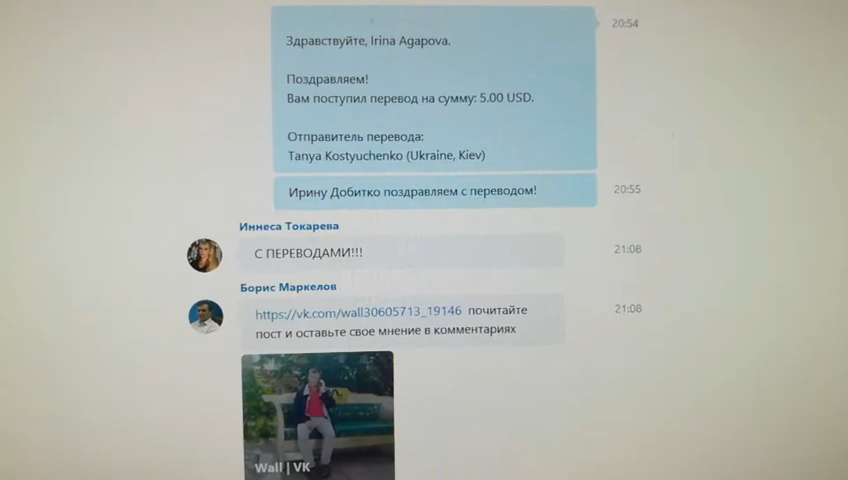 20:54
Здравствуйте, Irina Agapova.
Поздравляем!
Вам поступил перевод на сумму: 5.00 USD.
Отправитель перевода:
Tanya Kostyuchenko (Ukraine, Kiev)
Ирину Добитко поздравляем с переводом!
20:55
Иннеса Токарева
С ПЕРЕВОДАМИ!!!
21:08
Борис Маркелов
https://vk.com/wall30605713_19146 почитайте
21:08
пост и оставьте свое мнение в комментариях
Wall | VK